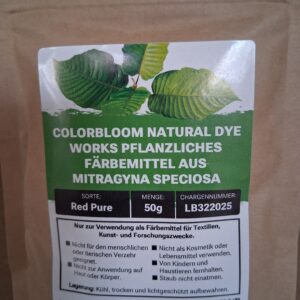 COLORBLOOM NATURAL DYE
WORKS PFLANZLICHES
FÄRBEMITTEL AUS
MITRAGYNA SPECIOSA
SORTE: MENGE: CHARGENNUMMER:
Red Pure 50g LB322025
Nur zur Verwendung als Färbemittel für Textilien,
Kunst- und Forschungszwecke.
Nicht für den menschlichen
oder tierischen Verzehr
geeignet.
Nicht zur Anwendung auf
Haut oder Körper.
Nicht als Kosmetik oder
Lebensmittel verwenden.
Von Kindern und
Haustieren fernhalten.
Staub nicht einatmen.
Lagerung: Kühl, trocken und lichtgeschützt aufbewahren.